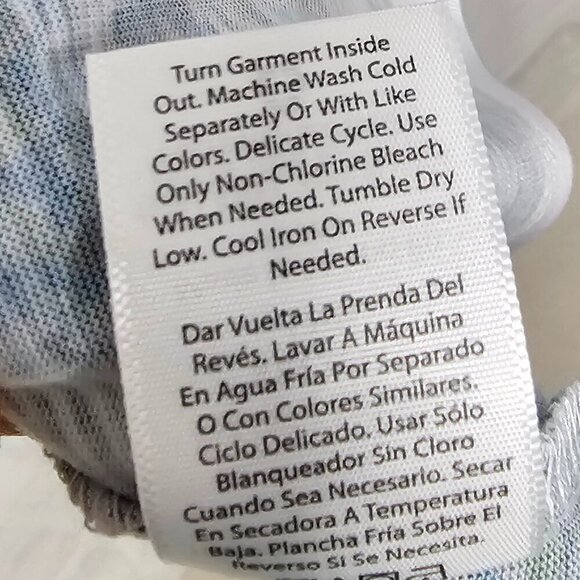 Turn Garment Inside
Out. Machine Wash Cold
Separately Or With Like
Colors. Delicate Cycle. Use
Only Non-Chlorine Bleach
When Needed. Tumble Dry
Low. Cool Iron On Reverse If
Needed.
Dar Vuelta La Prenda Del
Revés. Lavar A Máquina
En Agua Fría Por Separado
O Con Colores Similares.
Ciclo Delicado. Usar Sólo
Blanqueador Sin Cloro
Cuando Sea Necesario. Secar
En Secadora A Temperatura
Baja. Plancha Fría Sobre El
Reverso Si Se Necesita.